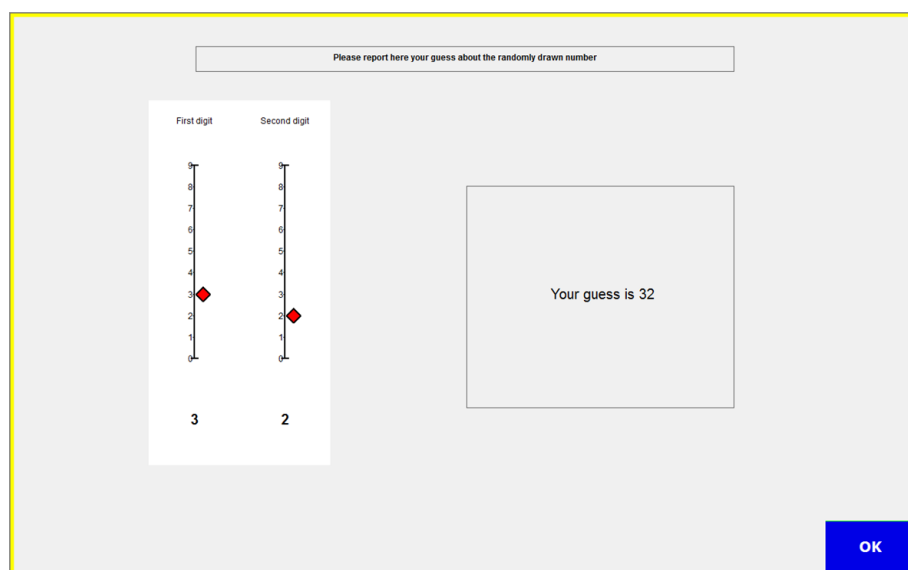 Please report here your guess about the randomly drawn number
First digit Second digit
9 9
8 8
7 7
6 6
5 5
4 4
3 3
2 2
1 1
0 0
3 2
Your guess is 32
OK